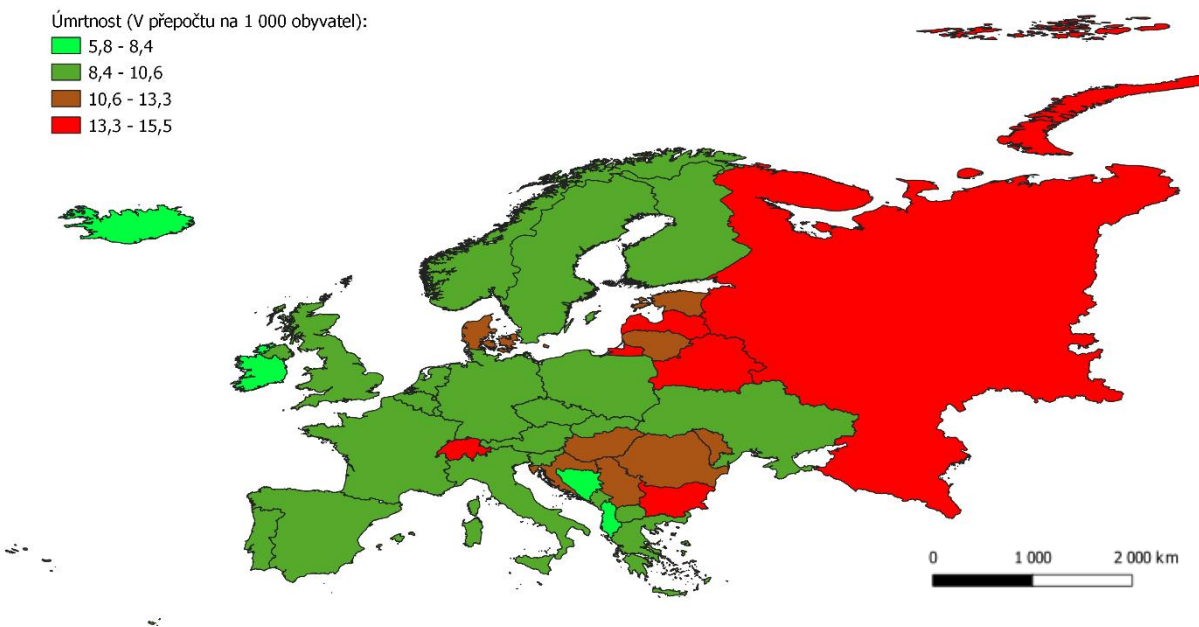 Úmrtnost (V přepočtu na 1 000 obyvatel):
5,8 - 8,4
8,4 - 10,6
10,6 - 13,3
13,3 - 15,5
0 1 000 2 000 km